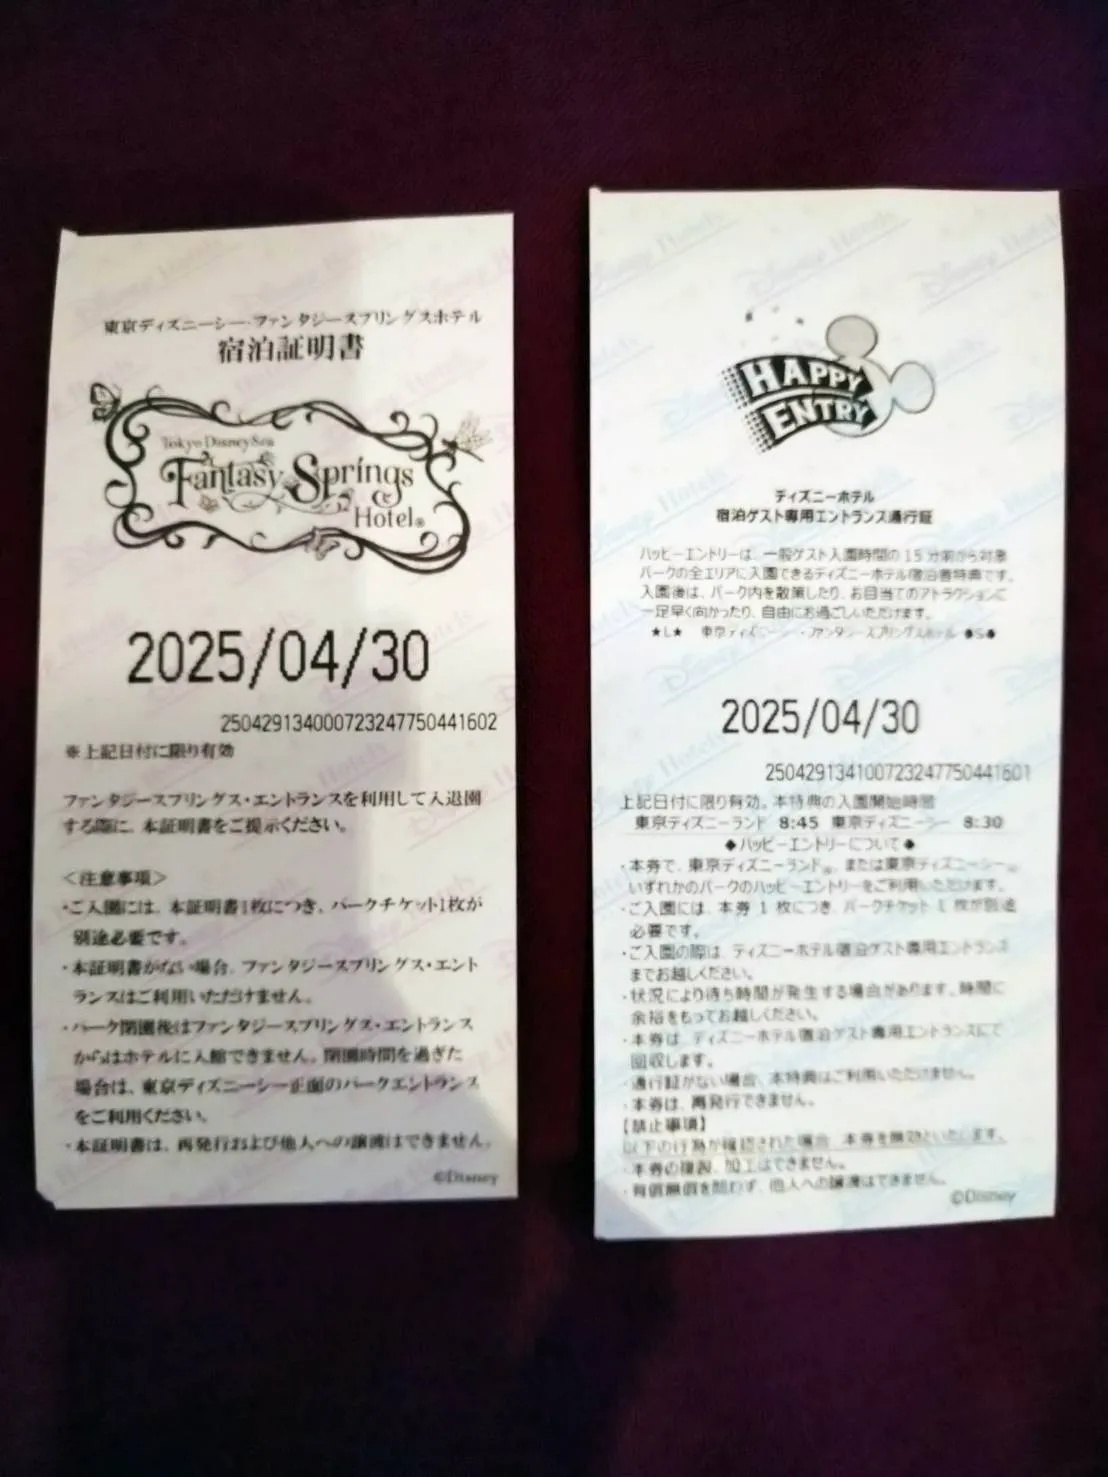 東京ディズニーシー・ファンタジースプリングスホテル
宿泊証明書
Tokyo DisneySea
Fantasy Springs
Hotel®
2025/04/30
2504291340007232477504416​02
※上記日付に限り有効
ファンタジースプリングス・エントランスを利用して入退園
する際に、本証明書をご提示ください。
<注意事項>
・ご入園には、本証明書1枚につき、パークチケット1枚が
別途必要です。
・本証明書がない場合、ファンタジースプリングス・エント
ランスはご利用いただけません。
・パーク閉園後はファンタジースプリングス・エントランス
からはホテルに入館できません。閉園時間を過ぎた
場合は、東京ディズニーシー正面のパークエントランス
をご利用ください。
・本証明書は、再発行および他人への譲渡はできません。
©Disney
HAPPY
ENTRY
ディズニーホテル
宿泊ゲスト専用エントランス通行証
ハッピーエントリーは、一般ゲスト入園時間の15分前から対象
パークの全エリアに入園できるディズニーホテル宿泊者特典です。
入園後は、パーク内を散策したり、お目当てのアトラクションに
一足早く向かったり、自由にお過ごしいただけます。
★L★ 東京ディズニーシー・ファンタジースプリングスホテル ●S●
2025/04/30
2504291341007232477504416​01
上記日付に限り有効。本特典の入園開始時間
東京ディズニーランド 8:45 東京ディズニーシー 8:30
◆ハッピーエントリーについて◆
・本券で、東京ディズニーランド®、または東京ディズニーシー®
いずれかのパークのハッピーエントリーをご利用いただけます。
・ご入園には、本券1枚につき、パークチケット1枚が別途
必要です。
・ご入園の際は、ディズニーホテル宿泊ゲスト専用エントランス
までお越しください。
・状況により待ち時間が発生する場合があります。時間に
余裕をもってお越しください。
・本券は、ディズニーホテル宿泊ゲスト専用エントランスにて
回収します。
・通行証がない場合、本特典はご利用いただけません。
・本券は、再発行できません。
【禁止事項】
以下の行為が確認された場合、本券を無効といたします。
・本券の複製、加工はできません。
・有償無償を問わず、他人への譲渡はできません。
©Disney